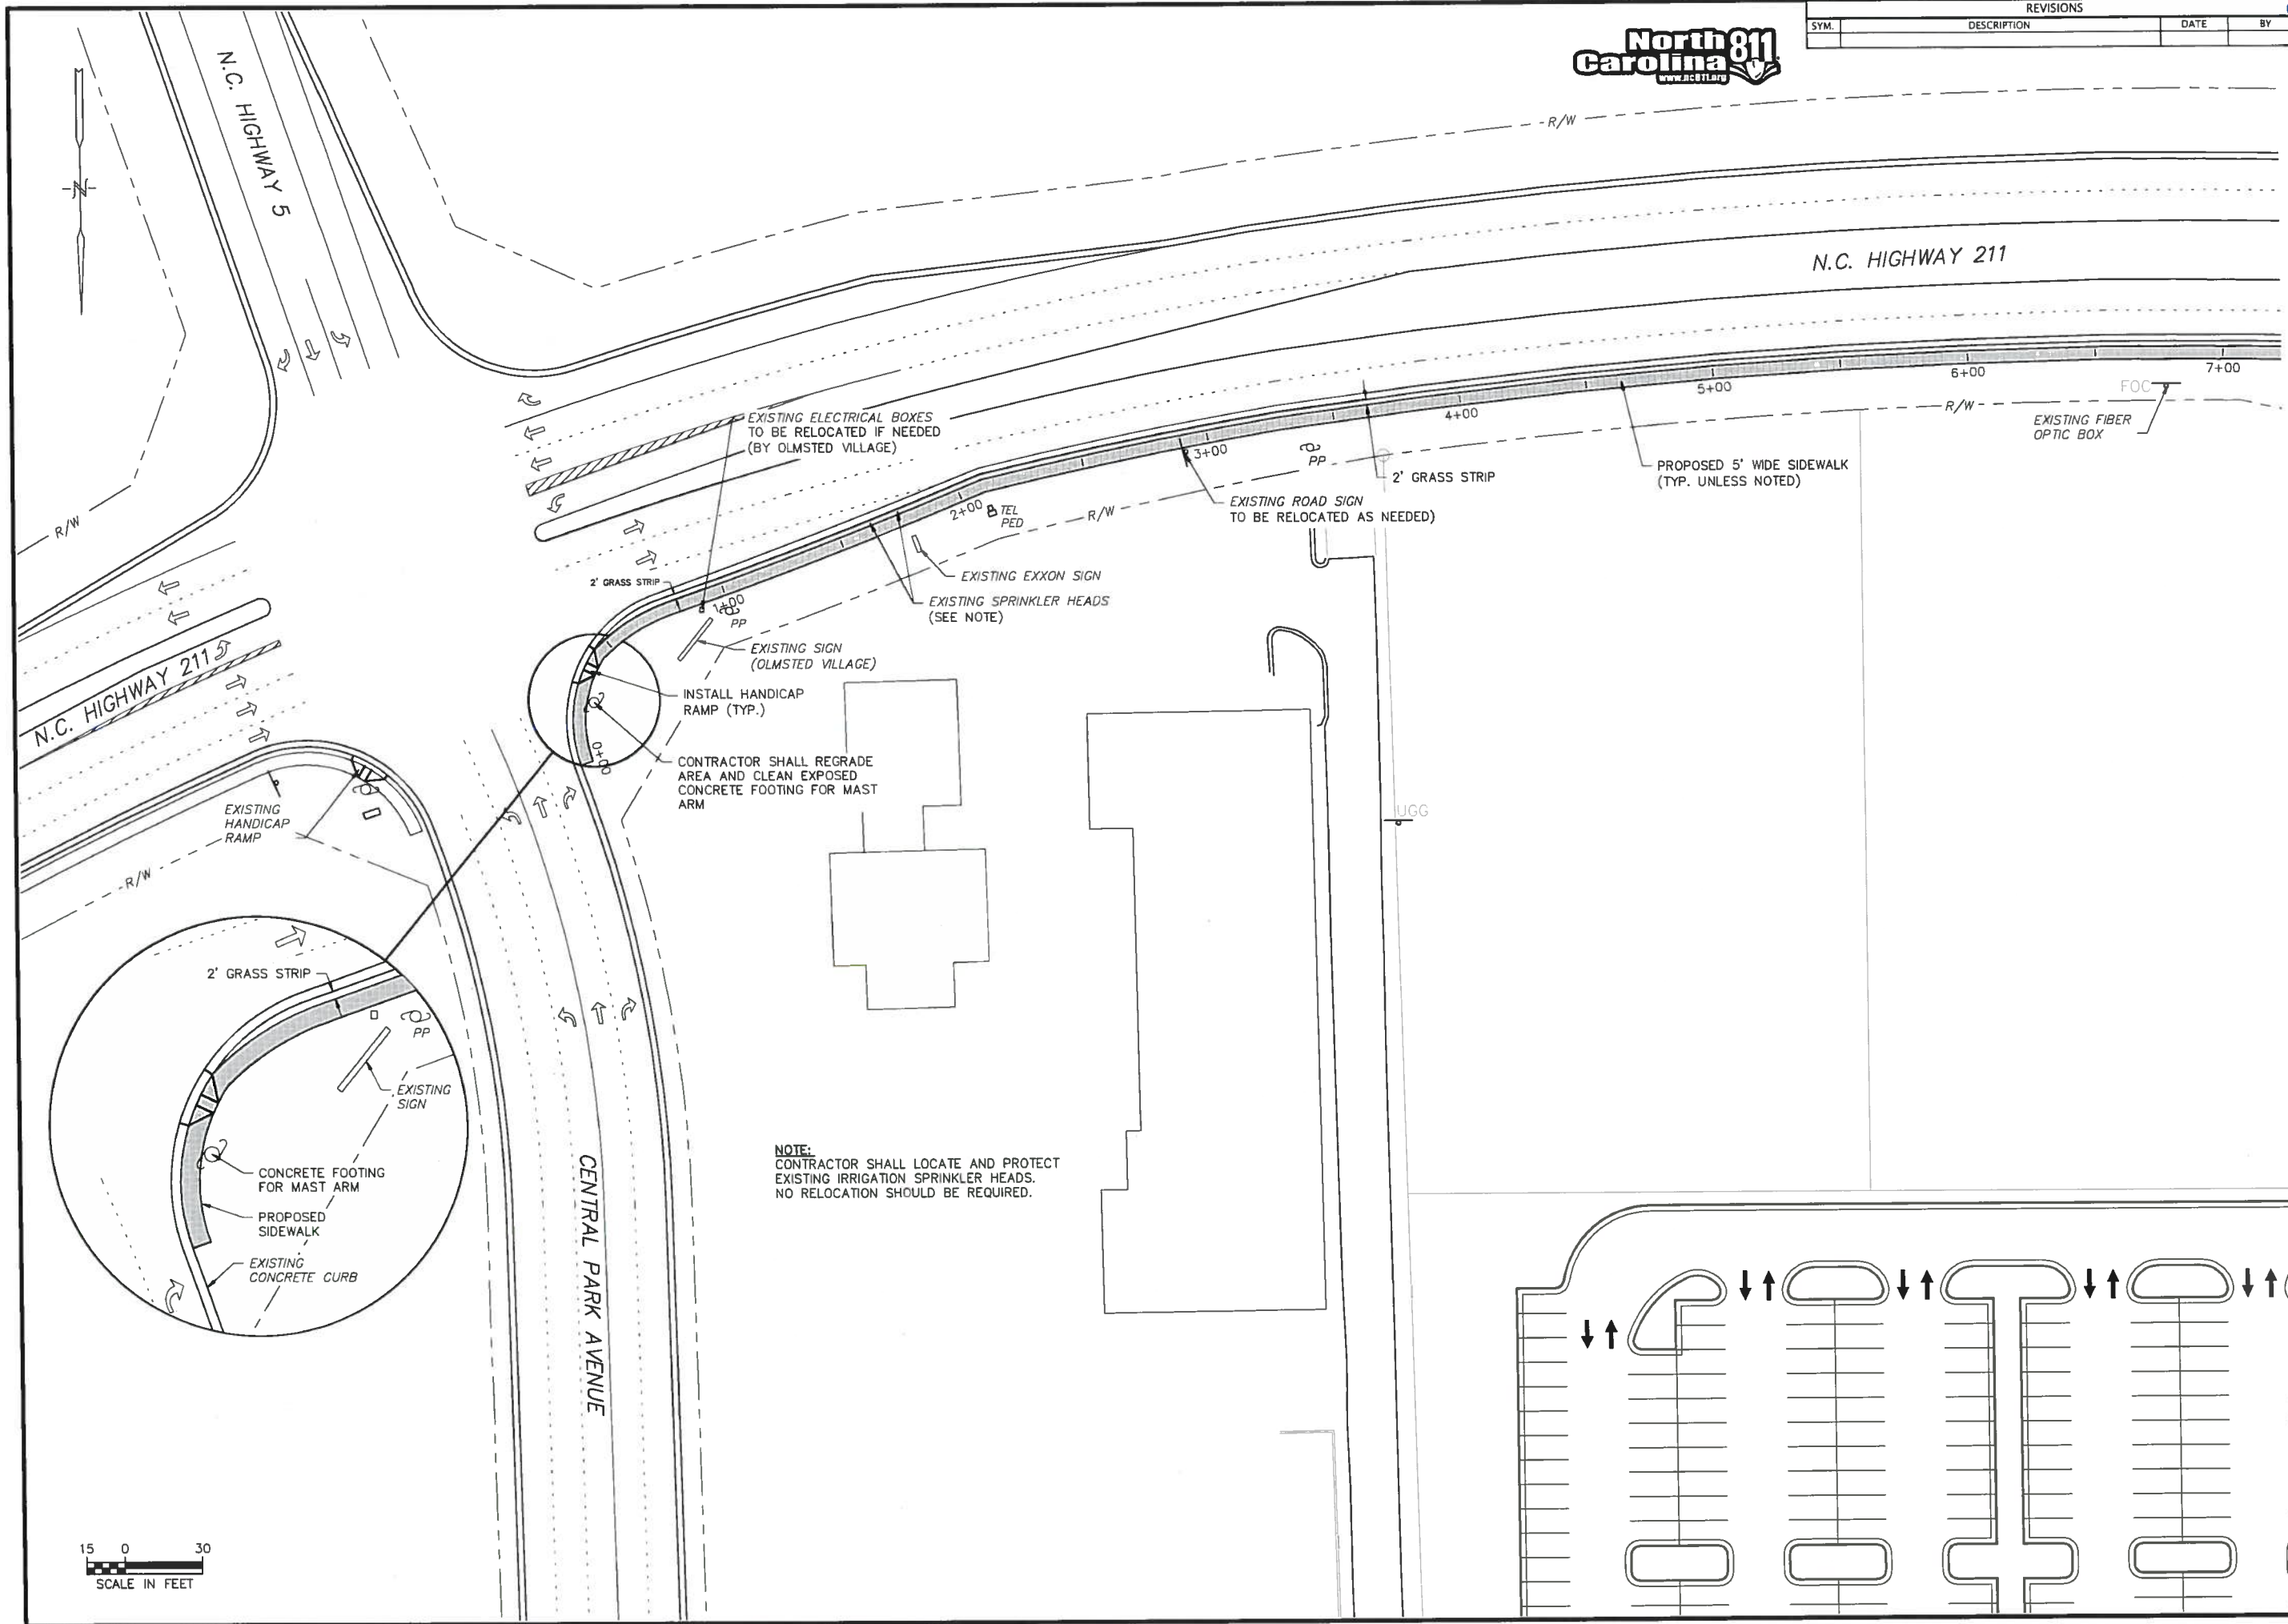 REVISIONS
SYM. DESCRIPTION DATE BY
North
Carolina 811
www.nc811.org
N.C. HIGHWAY 5
N
R/W
N.C. HIGHWAY 211
EXISTING ELECTRICAL BOXES
TO BE RELOCATED IF NEEDED
(BY OLMSTED VILLAGE)
7+00
6+00
5+00
4+00
3+00
2+00
1+00
0+00
FOC
R/W
EXISTING FIBER
OPTIC BOX
PP
2' GRASS STRIP
PROPOSED 5' WIDE SIDEWALK
(TYP. UNLESS NOTED)
EXISTING ROAD SIGN
TO BE RELOCATED AS NEEDED)
TEL
PED
R/W
R/W
EXISTING EXXON SIGN
2' GRASS STRIP
EXISTING SPRINKLER HEADS
(SEE NOTE)
PP
EXISTING SIGN
(OLMSTED VILLAGE)
INSTALL HANDICAP
RAMP (TYP.)
N.C. HIGHWAY 211
CONTRACTOR SHALL REGRADE
AREA AND CLEAN EXPOSED
CONCRETE FOOTING FOR MAST
ARM
EXISTING
HANDICAP
RAMP
UGG
R/W
2' GRASS STRIP
PP
EXISTING
SIGN
CONCRETE FOOTING
FOR MAST ARM
PROPOSED
SIDEWALK
EXISTING
CONCRETE CURB
CENTRAL PARK AVENUE
NOTE:
CONTRACTOR SHALL LOCATE AND PROTECT
EXISTING IRRIGATION SPRINKLER HEADS.
NO RELOCATION SHOULD BE REQUIRED.
15 0 30
SCALE IN FEET